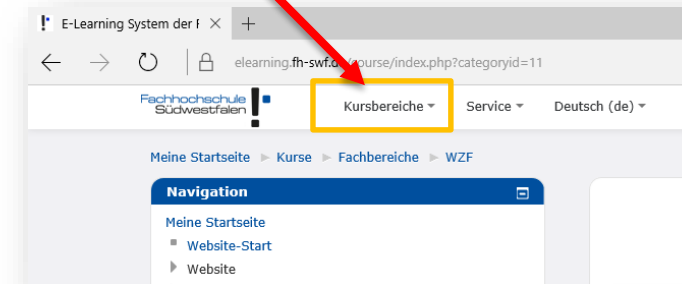 E-Learning System der F
elearning.fh-swf.de/course/index.php?categoryid=11
Fachhochschule
Südwestfalen
Kursbereiche
Service
Deutsch (de)
Meine Startseite
Kurse
Fachbereiche
WZF
Navigation
Meine Startseite
Website-Start
Website